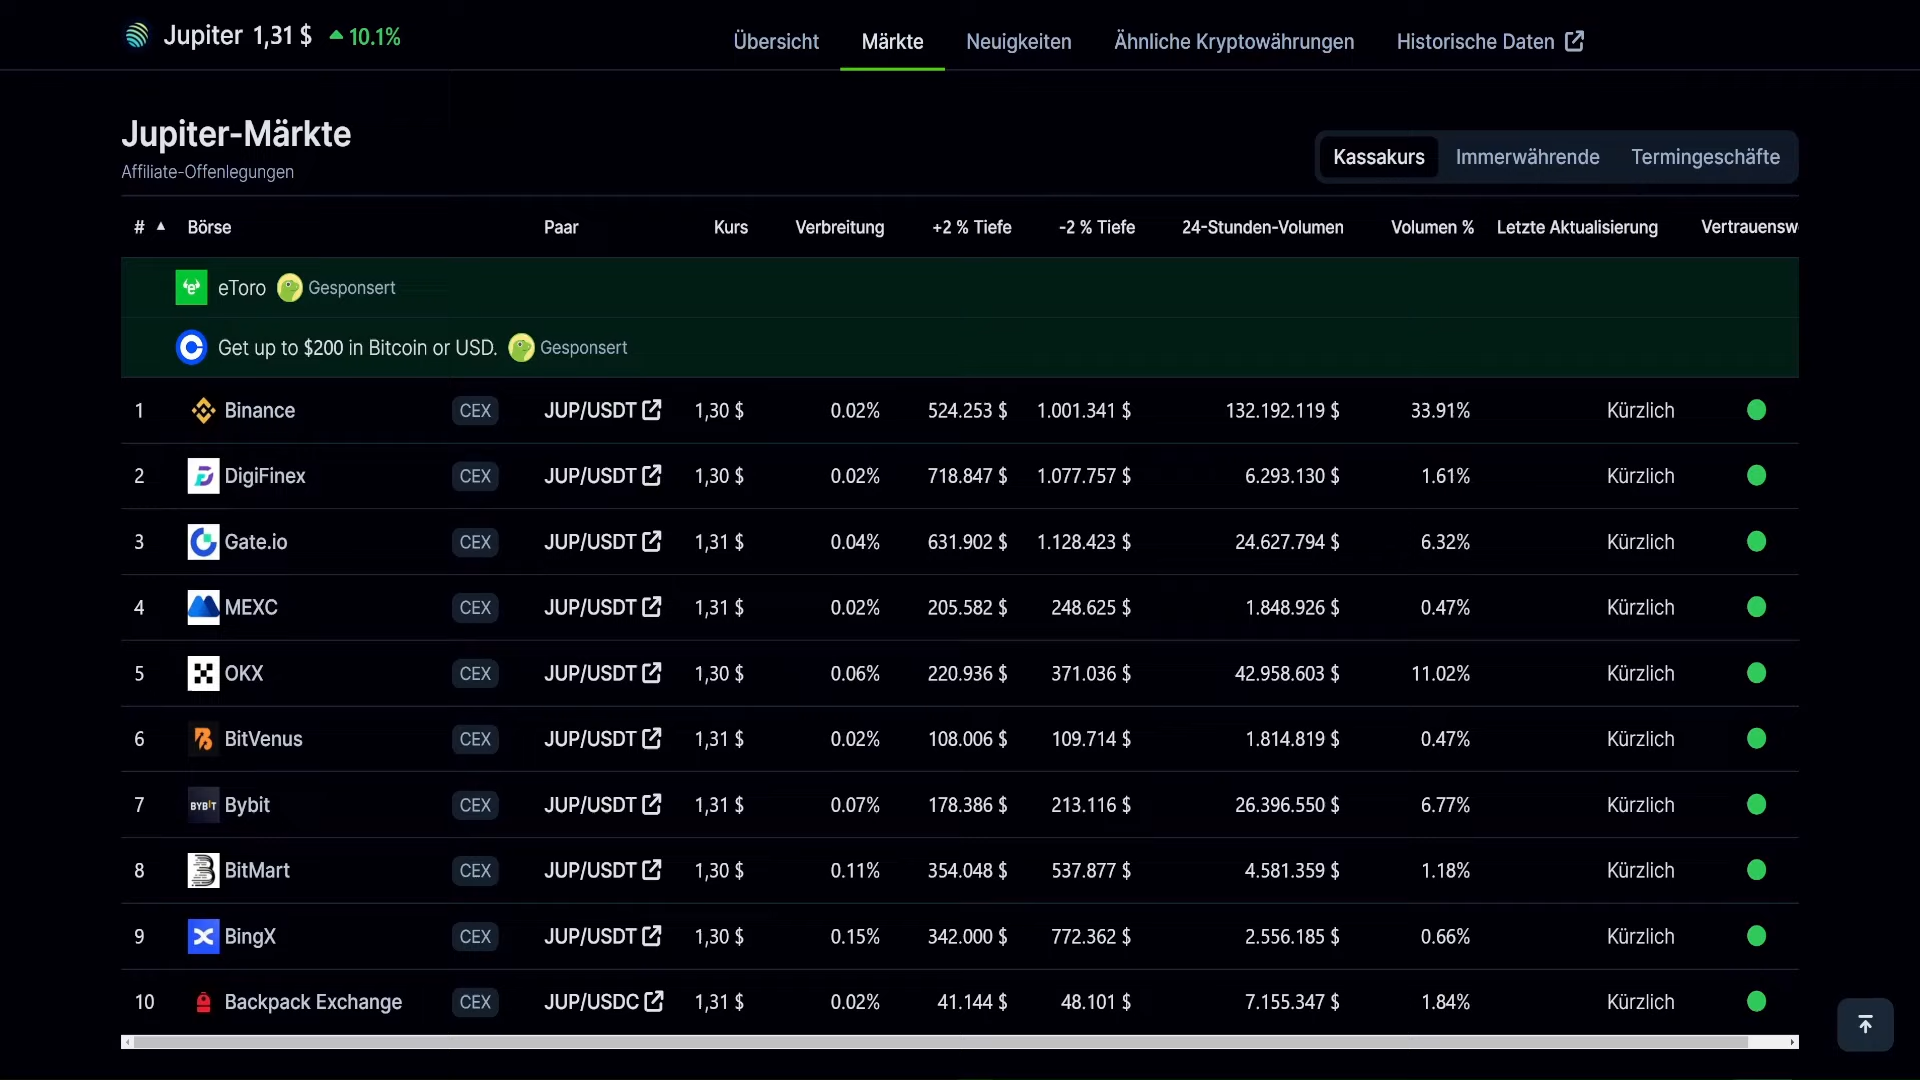 Jupiter 1,31 $ 10.1%
Übersicht Märkte Neuigkeiten Ähnliche Kryptowährungen Historische Daten
Jupiter-Märkte
Affiliate-Offenlegungen
Kassakurs Immerwährende Termingeschäfte
# Börse Paar Kurs Verbreitung +2 % Tiefe -2 % Tiefe 24-Stunden-Volumen Volumen % Letzte Aktualisierung Vertrauensw
eToro Gesponsert
Get up to $200 in Bitcoin or USD. Gesponsert
1 Binance CEX JUP/USDT 1,30 $ 0.02% 524.253 $ 1.001.341 $ 132.192.119 $ 33.91% Kürzlich
2 DigiFinex CEX JUP/USDT 1,30 $ 0.02% 718.847 $ 1.077.757 $ 6.293.130 $ 1.61% Kürzlich
3 Gate.io CEX JUP/USDT 1,31 $ 0.04% 631.902 $ 1.128.423 $ 24.627.794 $ 6.32% Kürzlich
4 MEXC CEX JUP/USDT 1,31 $ 0.02% 205.582 $ 248.625 $ 1.848.926 $ 0.47% Kürzlich
5 OKX CEX JUP/USDT 1,30 $ 0.06% 220.936 $ 371.036 $ 42.958.603 $ 11.02% Kürzlich
6 BitVenus CEX JUP/USDT 1,31 $ 0.02% 108.006 $ 109.714 $ 1.814.819 $ 0.47% Kürzlich
7 BYBIT Bybit CEX JUP/USDT 1,31 $ 0.07% 178.386 $ 213.116 $ 26.396.550 $ 6.77% Kürzlich
8 BitMart CEX JUP/USDT 1,30 $ 0.11% 354.048 $ 537.877 $ 4.581.359 $ 1.18% Kürzlich
9 BingX CEX JUP/USDT 1,30 $ 0.15% 342.000 $ 772.362 $ 2.556.185 $ 0.66% Kürzlich
10 Backpack Exchange CEX JUP/USDC 1,31 $ 0.02% 41.144 $ 48.101 $ 7.155.347 $ 1.84% Kürzlich